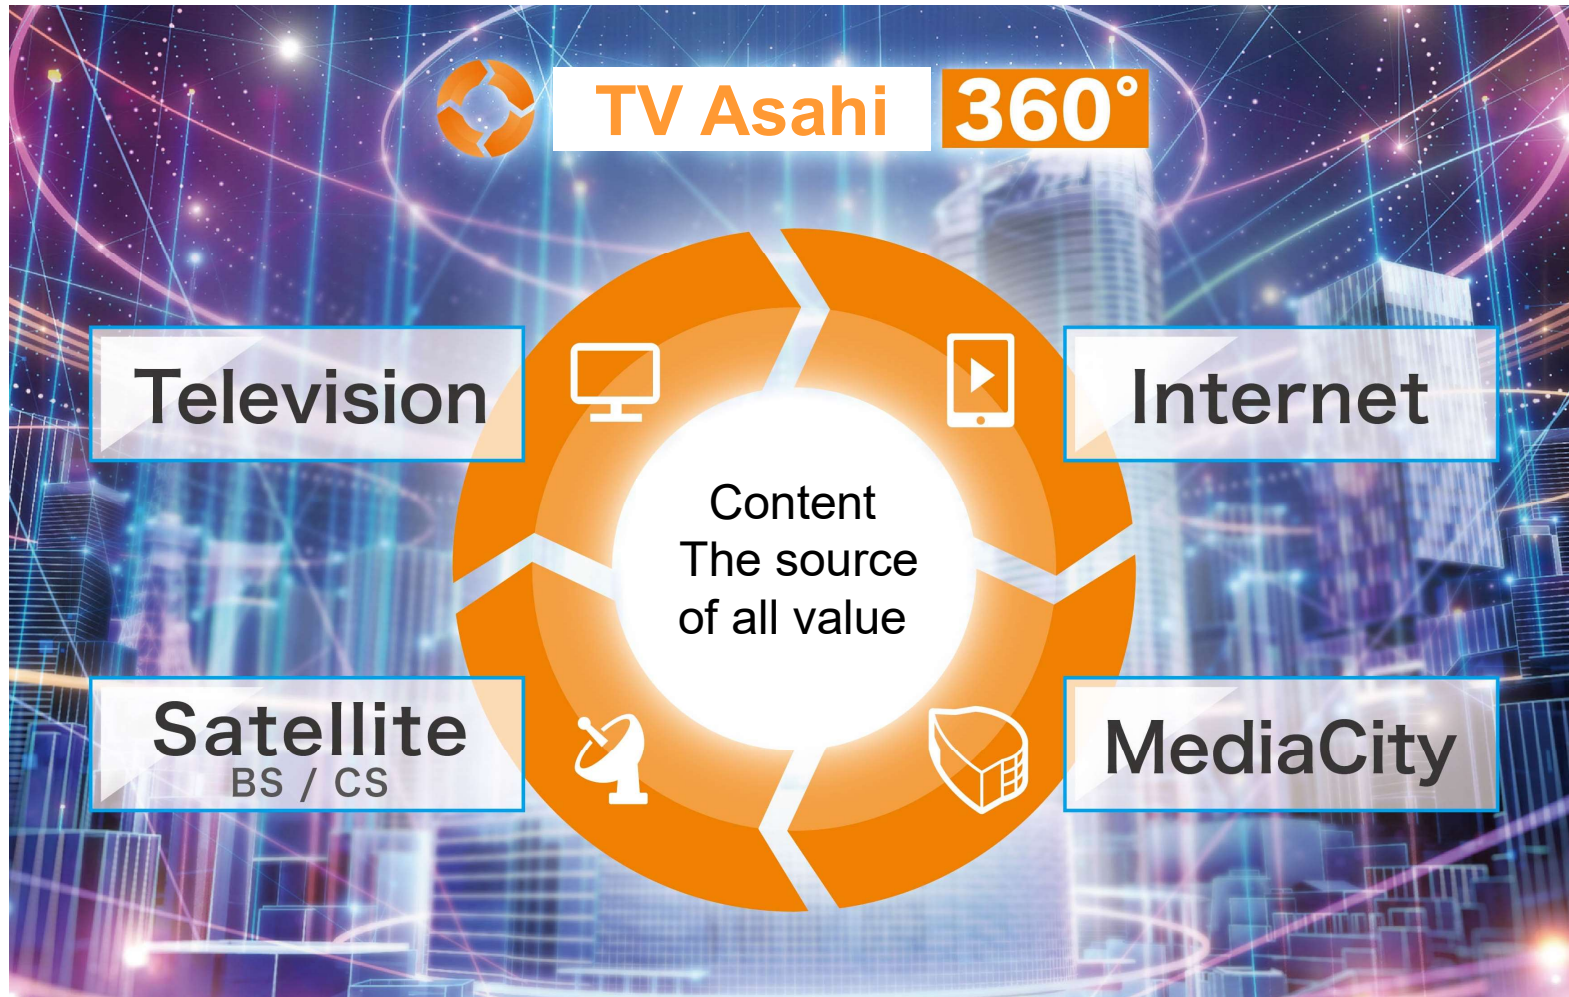 TV Asahi 360°
Television
Internet
Content
The source
of all value
Satellite
BS / CS
MediaCity